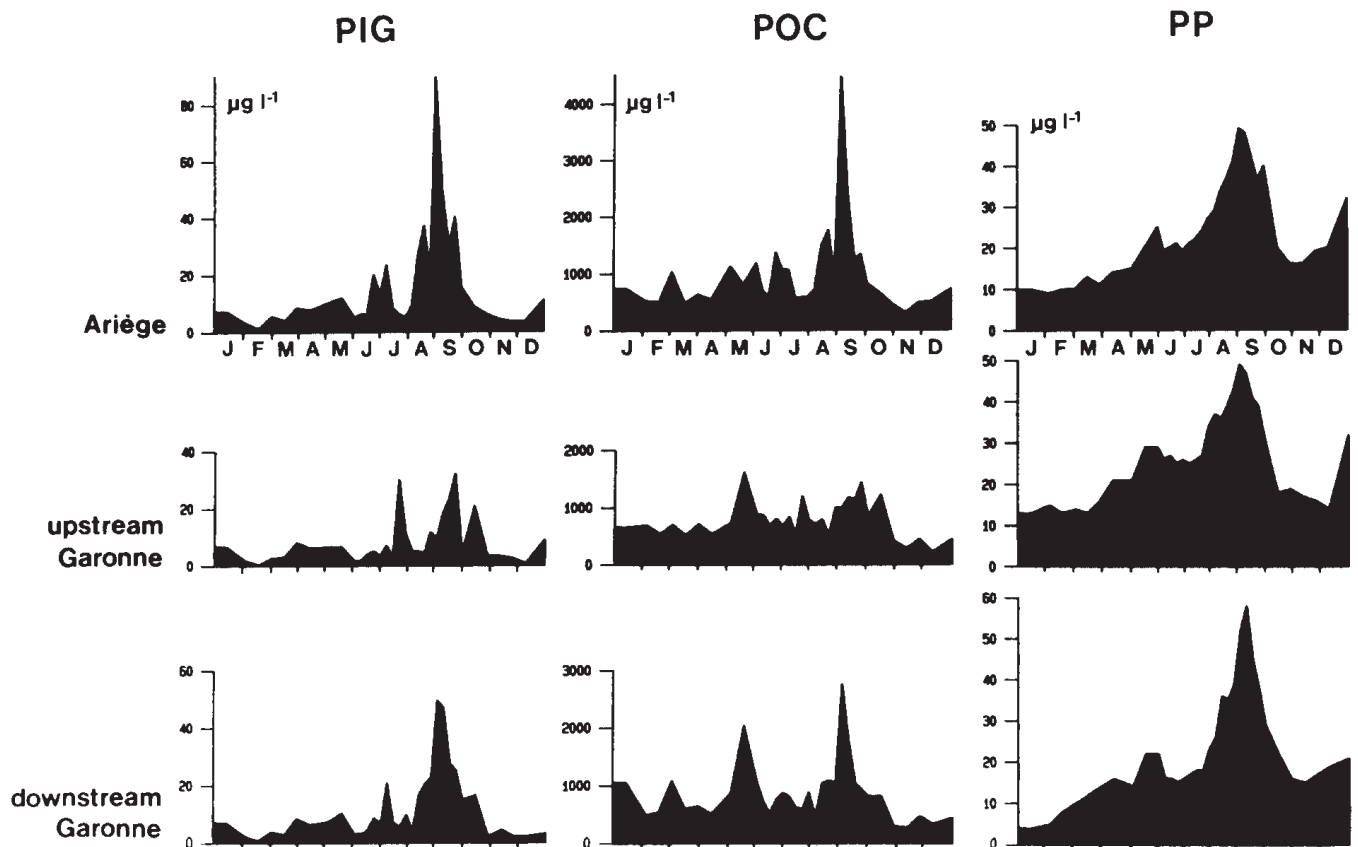 PIG POC PP
µg l-1 µg l-1 µg l-1
80 60 40 20 0
4000 3000 2000 1000 0
50 40 30 20 10 0
Ariége
J F M A M J J A S O N D
J F M A M J J A S O N D
J F M A M J J A S O N D
40 20 0
2000 1000 0
50 40 30 20 10 0
upstream
Garonne
60 40 20 0
3000 2000 1000 0
60 50 40 30 20 10 0
downstream
Garonne